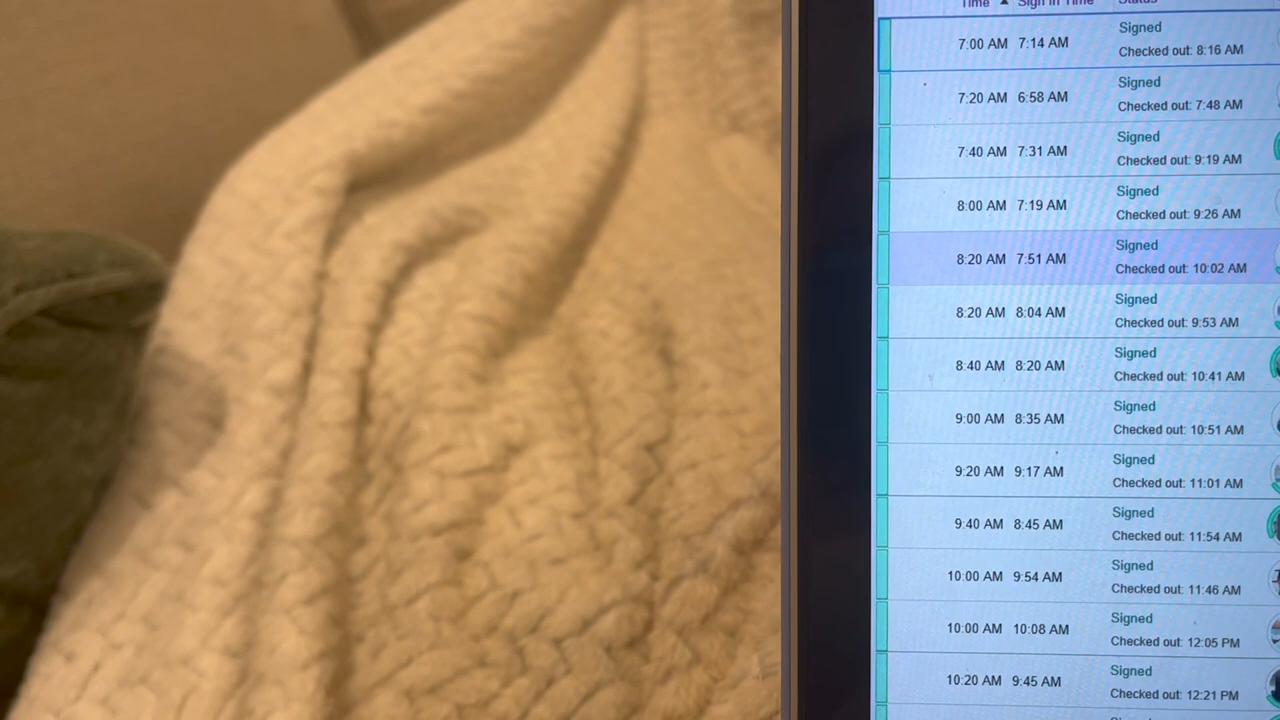 Time ▲ Sign In Time Status
7:00 AM 7:14 AM Signed
Checked out: 8:16 AM
7:20 AM 6:58 AM Signed
Checked out: 7:48 AM
7:40 AM 7:31 AM Signed
Checked out: 9:19 AM
8:00 AM 7:19 AM Signed
Checked out: 9:26 AM
8:20 AM 7:51 AM Signed
Checked out: 10:02 AM
8:20 AM 8:04 AM Signed
Checked out: 9:53 AM
8:40 AM 8:20 AM Signed
Checked out: 10:41 AM
9:00 AM 8:35 AM Signed
Checked out: 10:51 AM
9:20 AM 9:17 AM Signed
Checked out: 11:01 AM
9:40 AM 8:45 AM Signed
Checked out: 11:54 AM
10:00 AM 9:54 AM Signed
Checked out: 11:46 AM
10:00 AM 10:08 AM Signed
Checked out: 12:05 PM
10:20 AM 9:45 AM Signed
Checked out: 12:21 PM